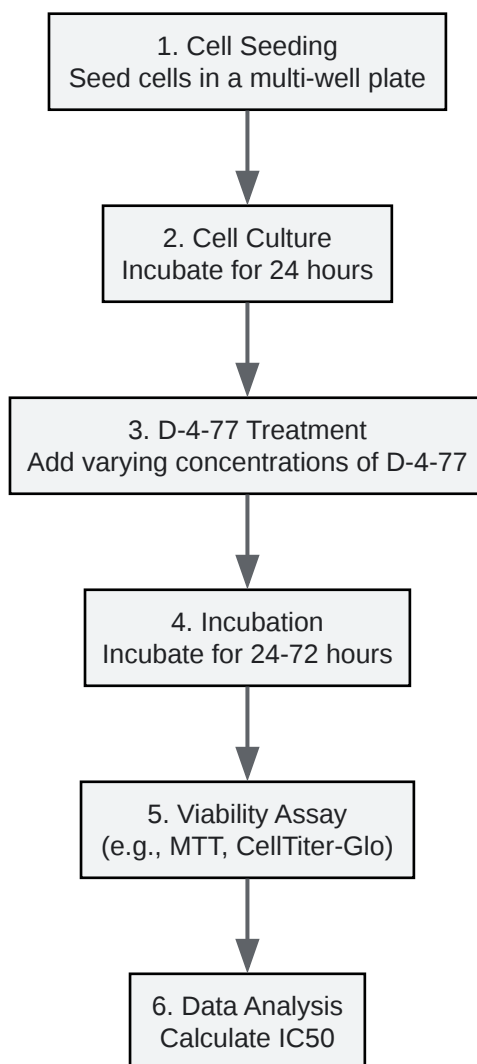 1. Cell Seeding
Seed cells in a multi-well plate
2. Cell Culture
Incubate for 24 hours
3. D-4-77 Treatment
Add varying concentrations of D-4-77
4. Incubation
Incubate for 24-72 hours
5. Viability Assay
(e.g., MTT, CellTiter-Glo)
6. Data Analysis
Calculate IC50